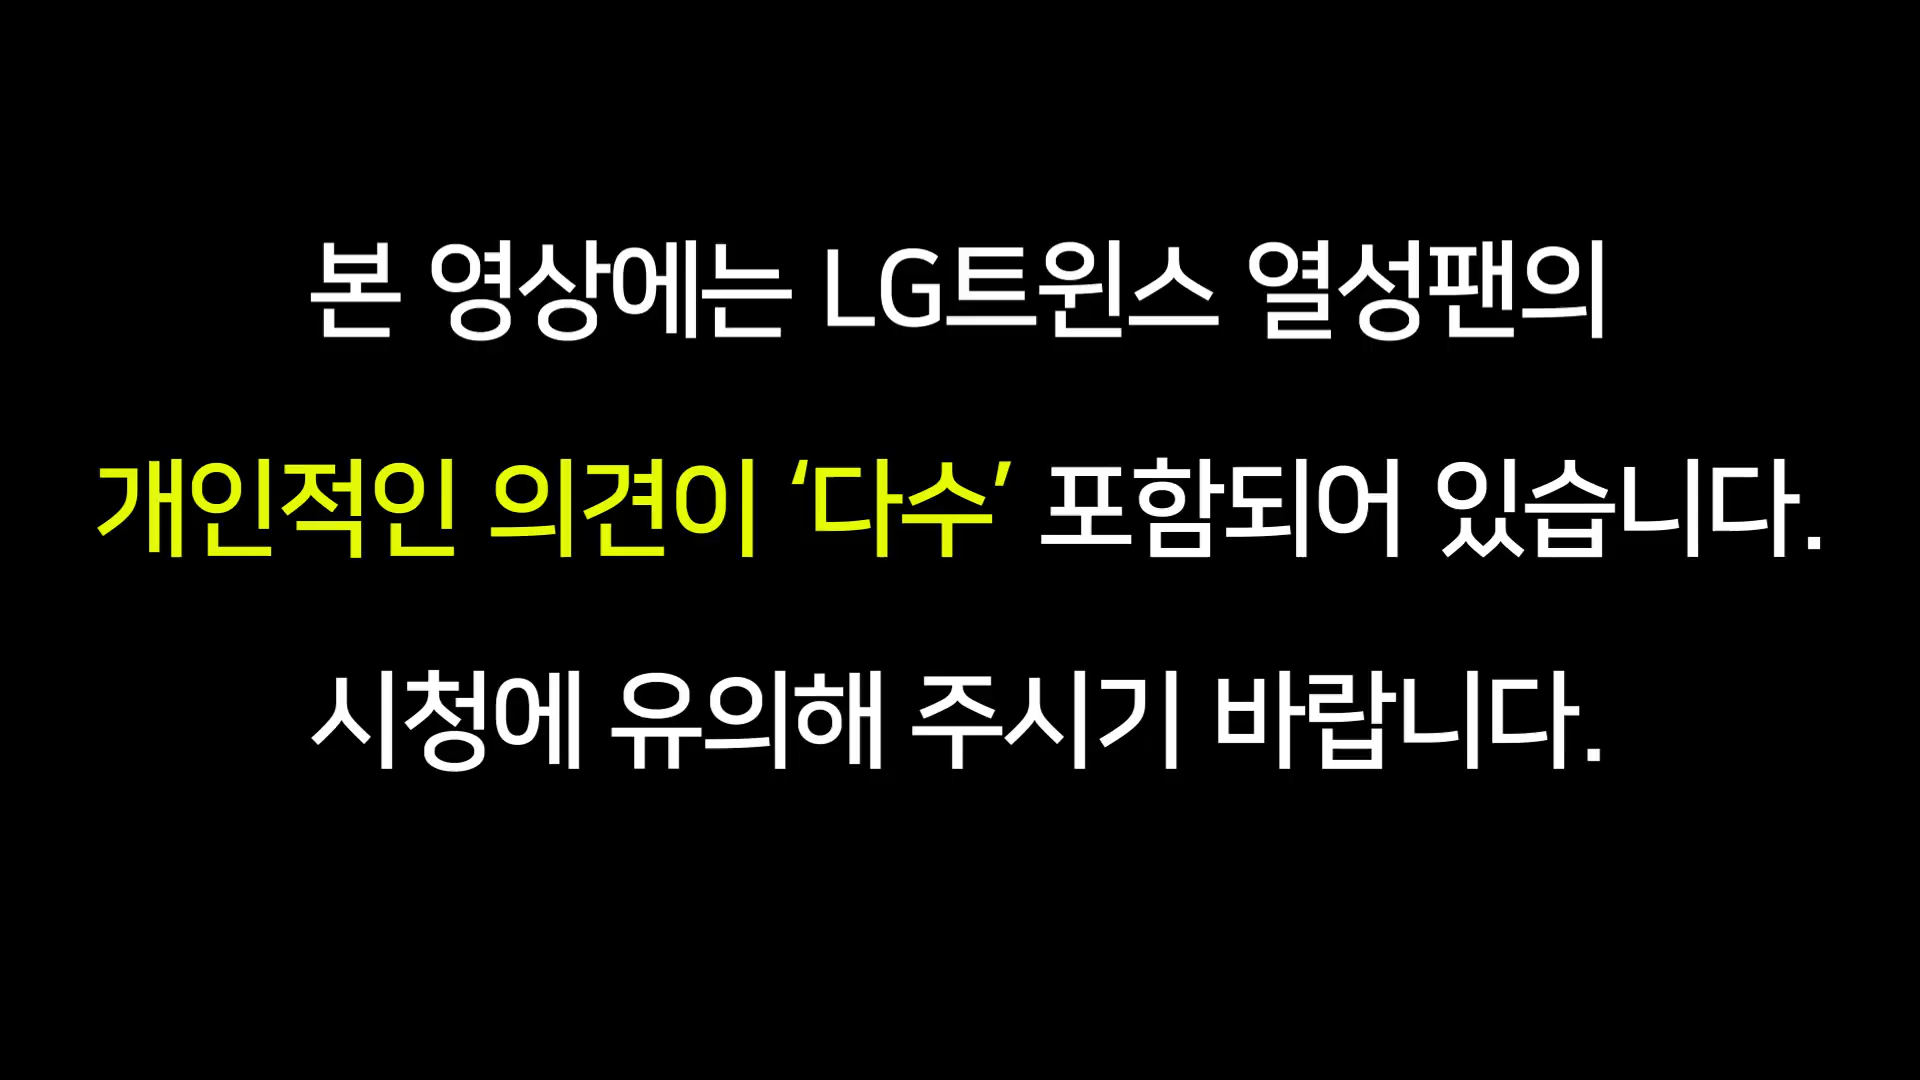 본 영상에는 LG트윈스 열성팬의
개인적인 의견이 ‘다수’ 포함되어 있습니다.
시청에 유의해 주시기 바랍니다.